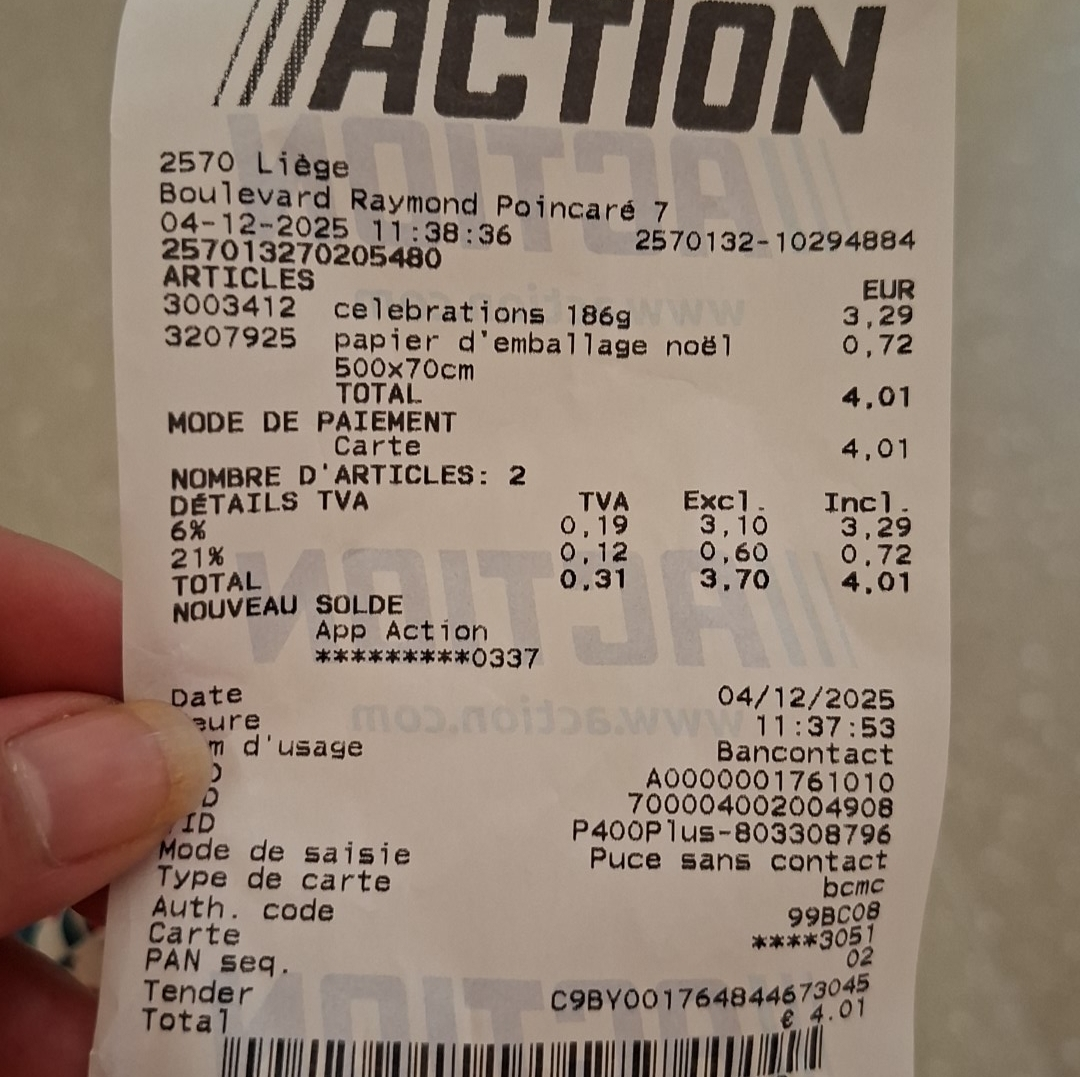 ACTION
2570 Liège
Boulevard Raymond Poincaré 7
04-12-2025 11:38:36 2570132-10294884
257013270205480
ARTICLES EUR
3003412 celebrations 186g 3,29
3207925 papier d'emballage noël 0,72
500x70cm
TOTAL 4,01
MODE DE PAIEMENT
Carte 4,01
NOMBRE D'ARTICLES: 2
DÉTAILS TVA TVA Excl. Incl.
6% 0,19 3,10 3,29
21% 0,12 0,60 0,72
TOTAL 0,31 3,70 4,01
NOUVEAU SOLDE
App Action
*********0337
Date 04/12/2025
eure 11:37:53
m d'usage Bancontact
A0000001761010
D 700004002004908
ID P400Plus-803308796
Mode de saisie Puce sans contact
Type de carte bcmc
Auth. code 99BC08
Carte ****3051
PAN seq. 02
Tender C9BY001764844673045
Total € 4.01